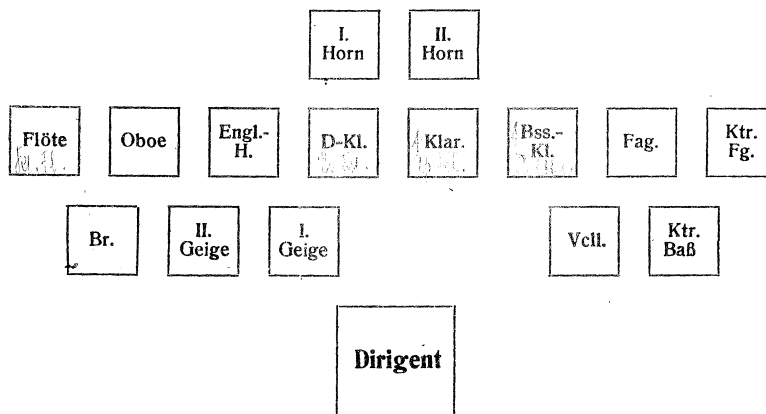 I.
Horn
II.
Horn
Flöte
Oboe
Engl.-
H.
D-Kl.
Klar.
Bss.-
Kl.
Fag.
Ktr.
Fg.
Br.
II.
Geige
I.
Geige
Vcll.
Ktr.
Baß
Dirigent